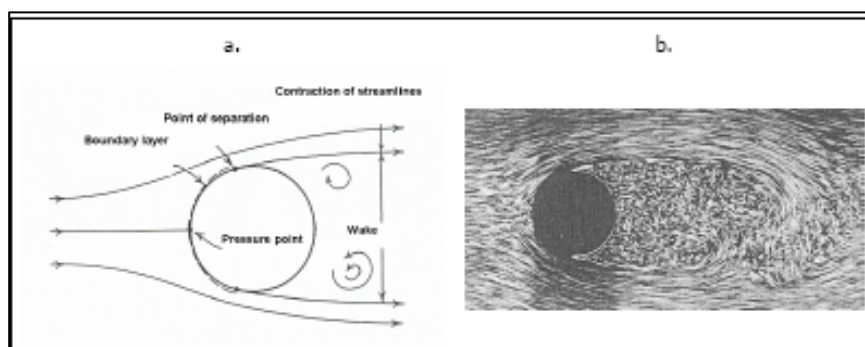 a.
b.
Contraction of streamlines
Point of separation
Boundary layer
Wake
Pressure point